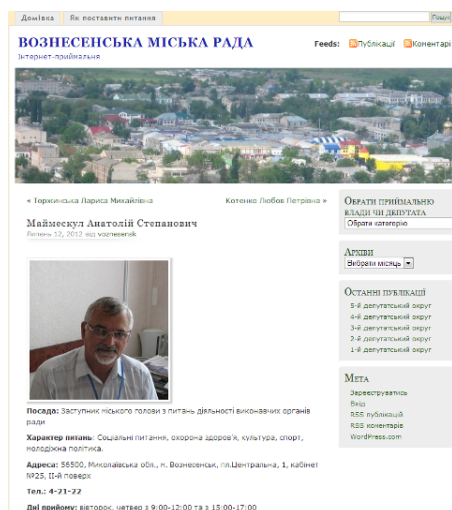 Домівка Як поставити питання
Пошук
ВОЗНЕСЕНСЬКА МІСЬКА РАДА
Інтернет-приймальня
Feeds: Публікації Коментарі
« Торжинська Лариса Михайлівна Котенко Любов Петрівна »
Маймескул Анатолій Степанович
Липень 12, 2012 від voznesensk
Посада: Заступник міського голови з питань діяльності виконавчих органів
ради
Характер питань: Соціальні питання, охорона здоров'я, культура, спорт,
молодіжна політика.
Адреса: 56500, Миколаївська обл., м. Вознесенськ, пл.Центральна, 1, кабінет
№25, II-й поверх
Тел.: 4-21-22
Дні прийому: вівторок, четвер з 9:00-12:00 та з 15:00-17:00
Обрати приймальню
влади чи депутата
Обрати категорію
Архіви
Вибрати місяць
Останні публікації
5-й депутатський округ
4-й депутатський округ
3-й депутатський округ
2-й депутатський округ
1-й депутатський округ
Мета
Зареєструватись
Вхід
RSS публікацій
RSS коментарів
WordPress.com